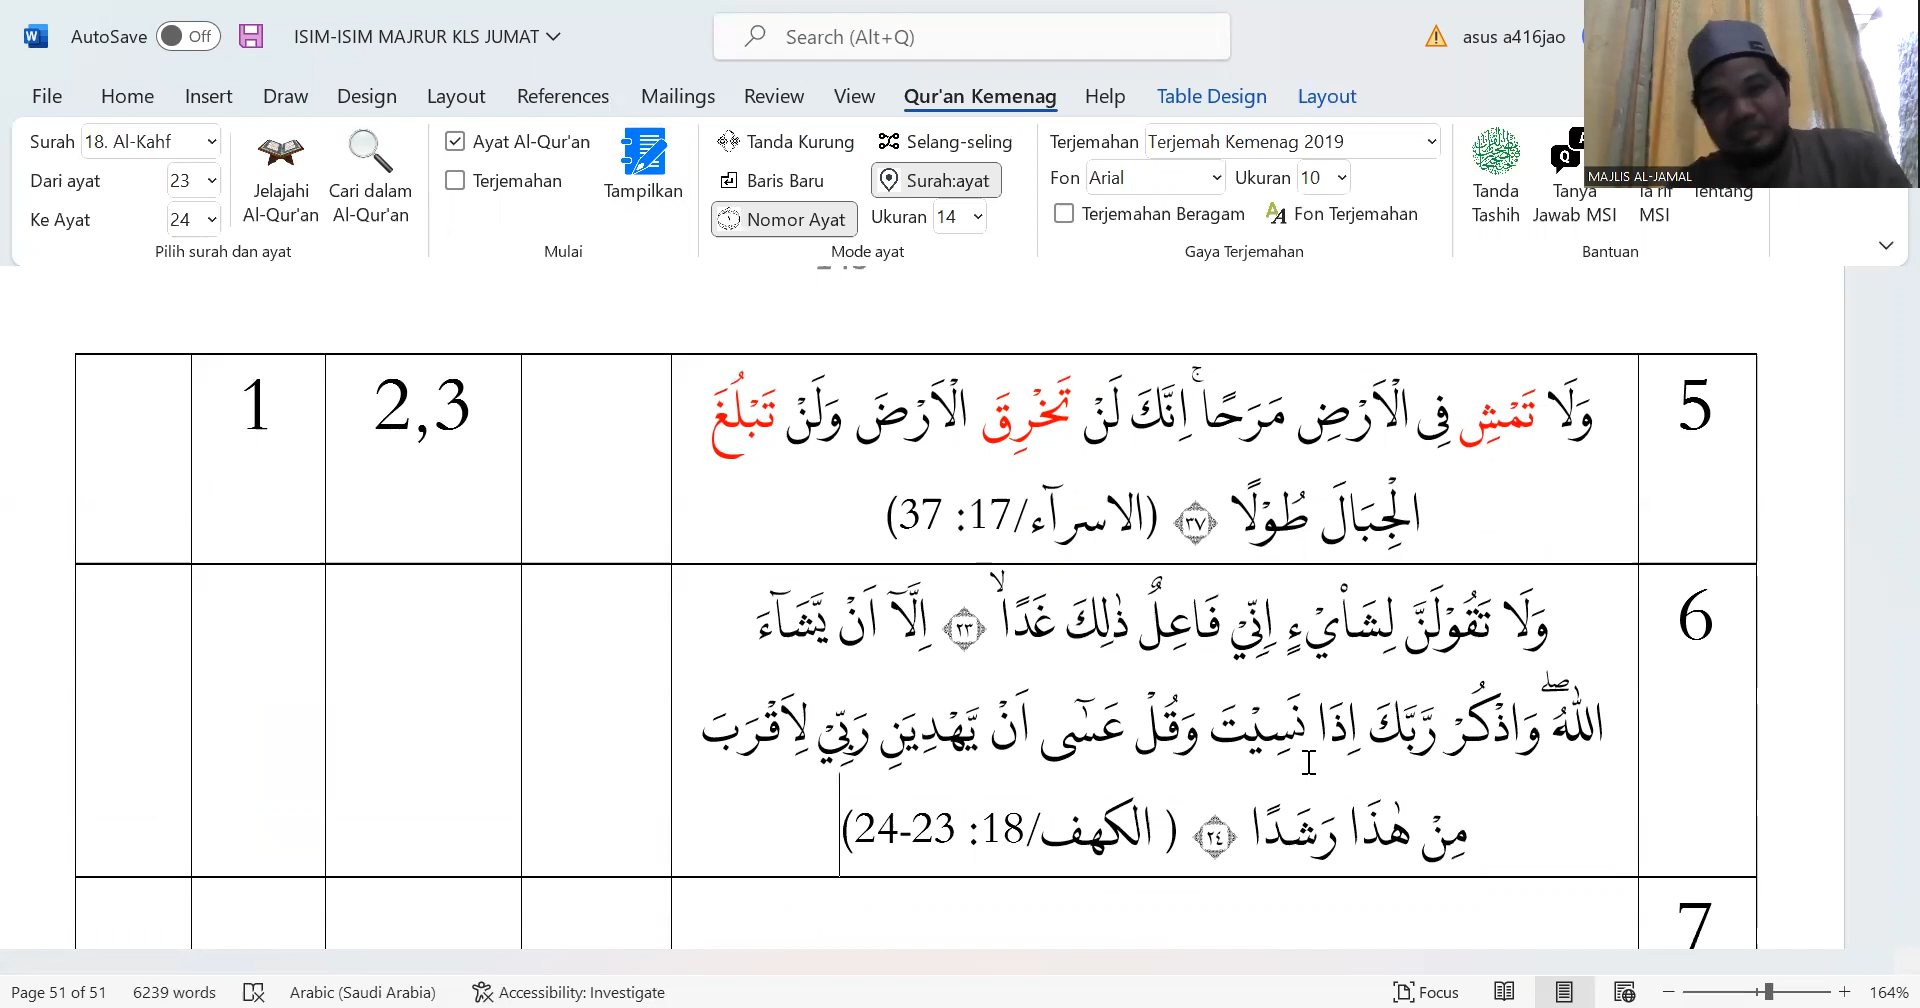 AutoSave Off ISIM-ISIM MAJRUR KLS JUMAT Search (Alt+Q) asus a416jao
File Home Insert Draw Design Layout References Mailings Review View Qur'an Kemenag Help Table Design Layout
Surah 18. Al-Kahf
Dari ayat 23
Ke Ayat 24
Jelajahi Al-Qur'an
Cari dalam Al-Qur'an
Pilih surah dan ayat
Ayat Al-Qur'an
Terjemahan
Tampilkan
Mulai
Tanda Kurung Selang-seling
Baris Baru Surah:ayat
Nomor Ayat Ukuran 14
Mode ayat
Terjemahan Terjemah Kemenag 2019
Fon Arial Ukuran 10
Terjemahan Beragam Fon Terjemahan
Gaya Terjemahan
Tanda Tashih
Tanya Jawab MSI
MSI
Tentang
Bantuan
MAJLIS AL-JAMAL
5
وَلَا تَمْشِ فِى الْاَرْضِ مَرَحًاۚ اِنَّكَ لَنْ تَخْرِقَ الْاَرْضَ وَلَنْ تَبْلُغَ
الْجِبَالَ طُوْلًا ٣٧ (الاسرآء/17: 37)
2,3
1
6
وَلَا تَقُوْلَنَّ لِشَا۟يْءٍ اِنِّيْ فَاعِلٌ ذٰلِكَ غَدًاۙ ٢٣ اِلَّآ اَنْ يَّشَاۤءَ
اللّٰهُ ۖوَاذْكُرْ رَّبَّكَ اِذَا نَسِيْتَ وَقُلْ عَسٰٓى اَنْ يَّهْدِيَنِ رَبِّيْ لِاَقْرَبَ
مِنْ هٰذَا رَشَدًا ٢٤ ( الكهف/18: 23-24)
7
Page 51 of 51 6239 words Arabic (Saudi Arabia) Accessibility: Investigate Focus 164%